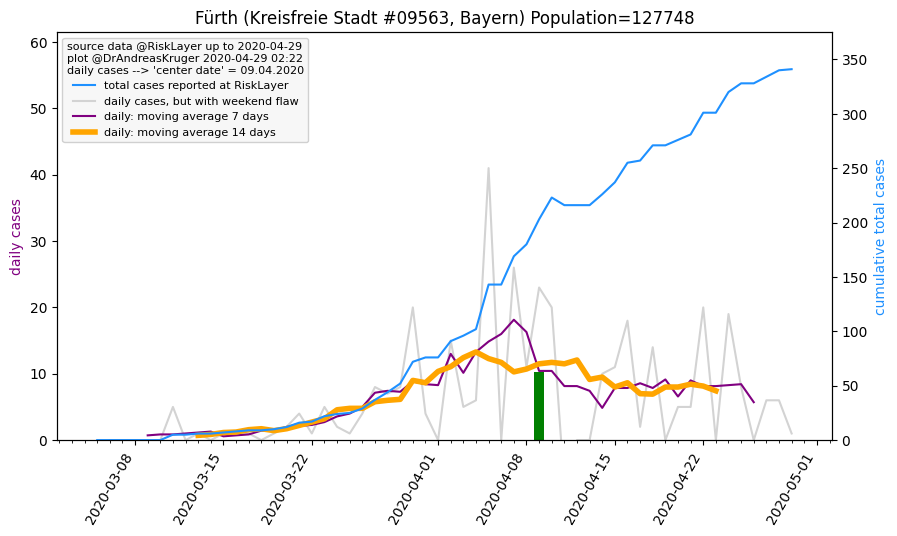 Fürth (Kreisfreie Stadt #09563, Bayern) Population=127748
source data @RiskLayer up to 2020-04-29
plot @DrAndreasKruger 2020-04-29 02:22
daily cases --> 'center date' = 09.04.2020
total cases reported at RiskLayer
daily cases, but with weekend flaw
daily: moving average 7 days
daily: moving average 14 days
60
50
40
30
20
10
0
daily cases
350
300
250
200
150
100
50
0
cumulative total cases
2020-03-08
2020-03-15
2020-03-22
2020-04-01
2020-04-08
2020-04-15
2020-04-22
2020-05-01